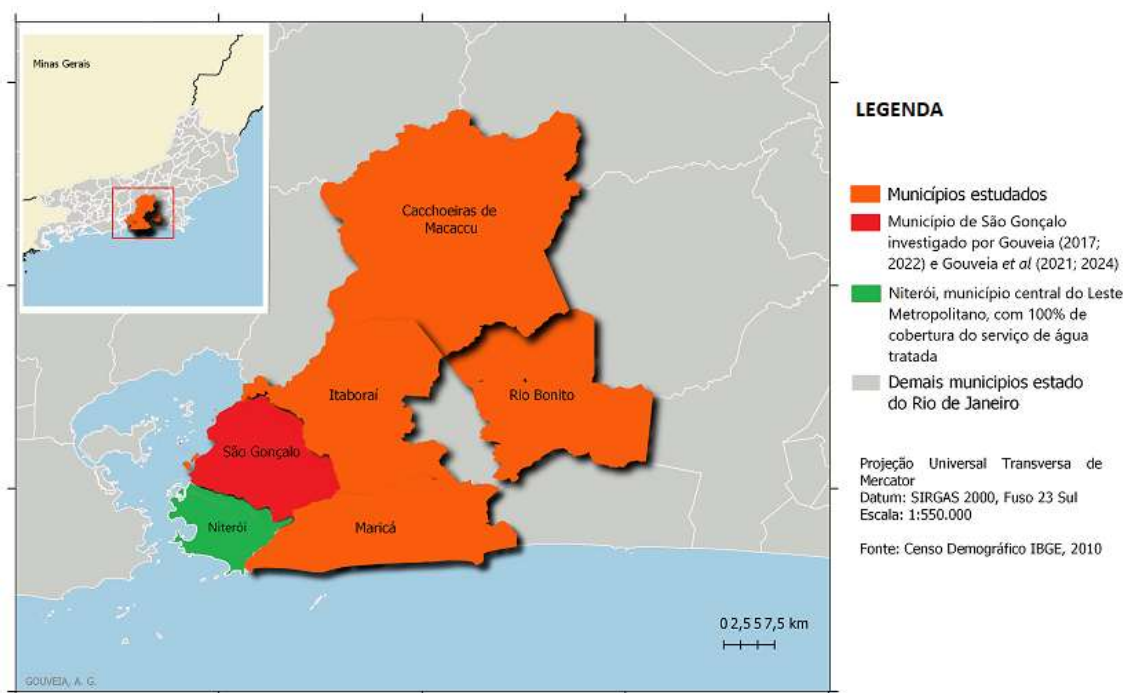 Minas Gerais
Cacchoeiras de
Macaccu
Itaboraí
Rio Bonito
São Gonçalo
Niterói
Maricá
0 2,5 5 7,5 km
GOUVEIA, A. G.
LEGENDA
Municípios estudados
Município de São Gonçalo
investigado por Gouveia (2017;
2022) e Gouveia et al (2021; 2024)
Niterói, município central do Leste
Metropolitano, com 100% de
cobertura do serviço de água
tratada
Demais municipios estado
do Rio de Janeiro
Projeção Universal Transversa de
Mercator
Datum: SIRGAS 2000, Fuso 23 Sul
Escala: 1:550.000
Fonte: Censo Demográfico IBGE, 2010